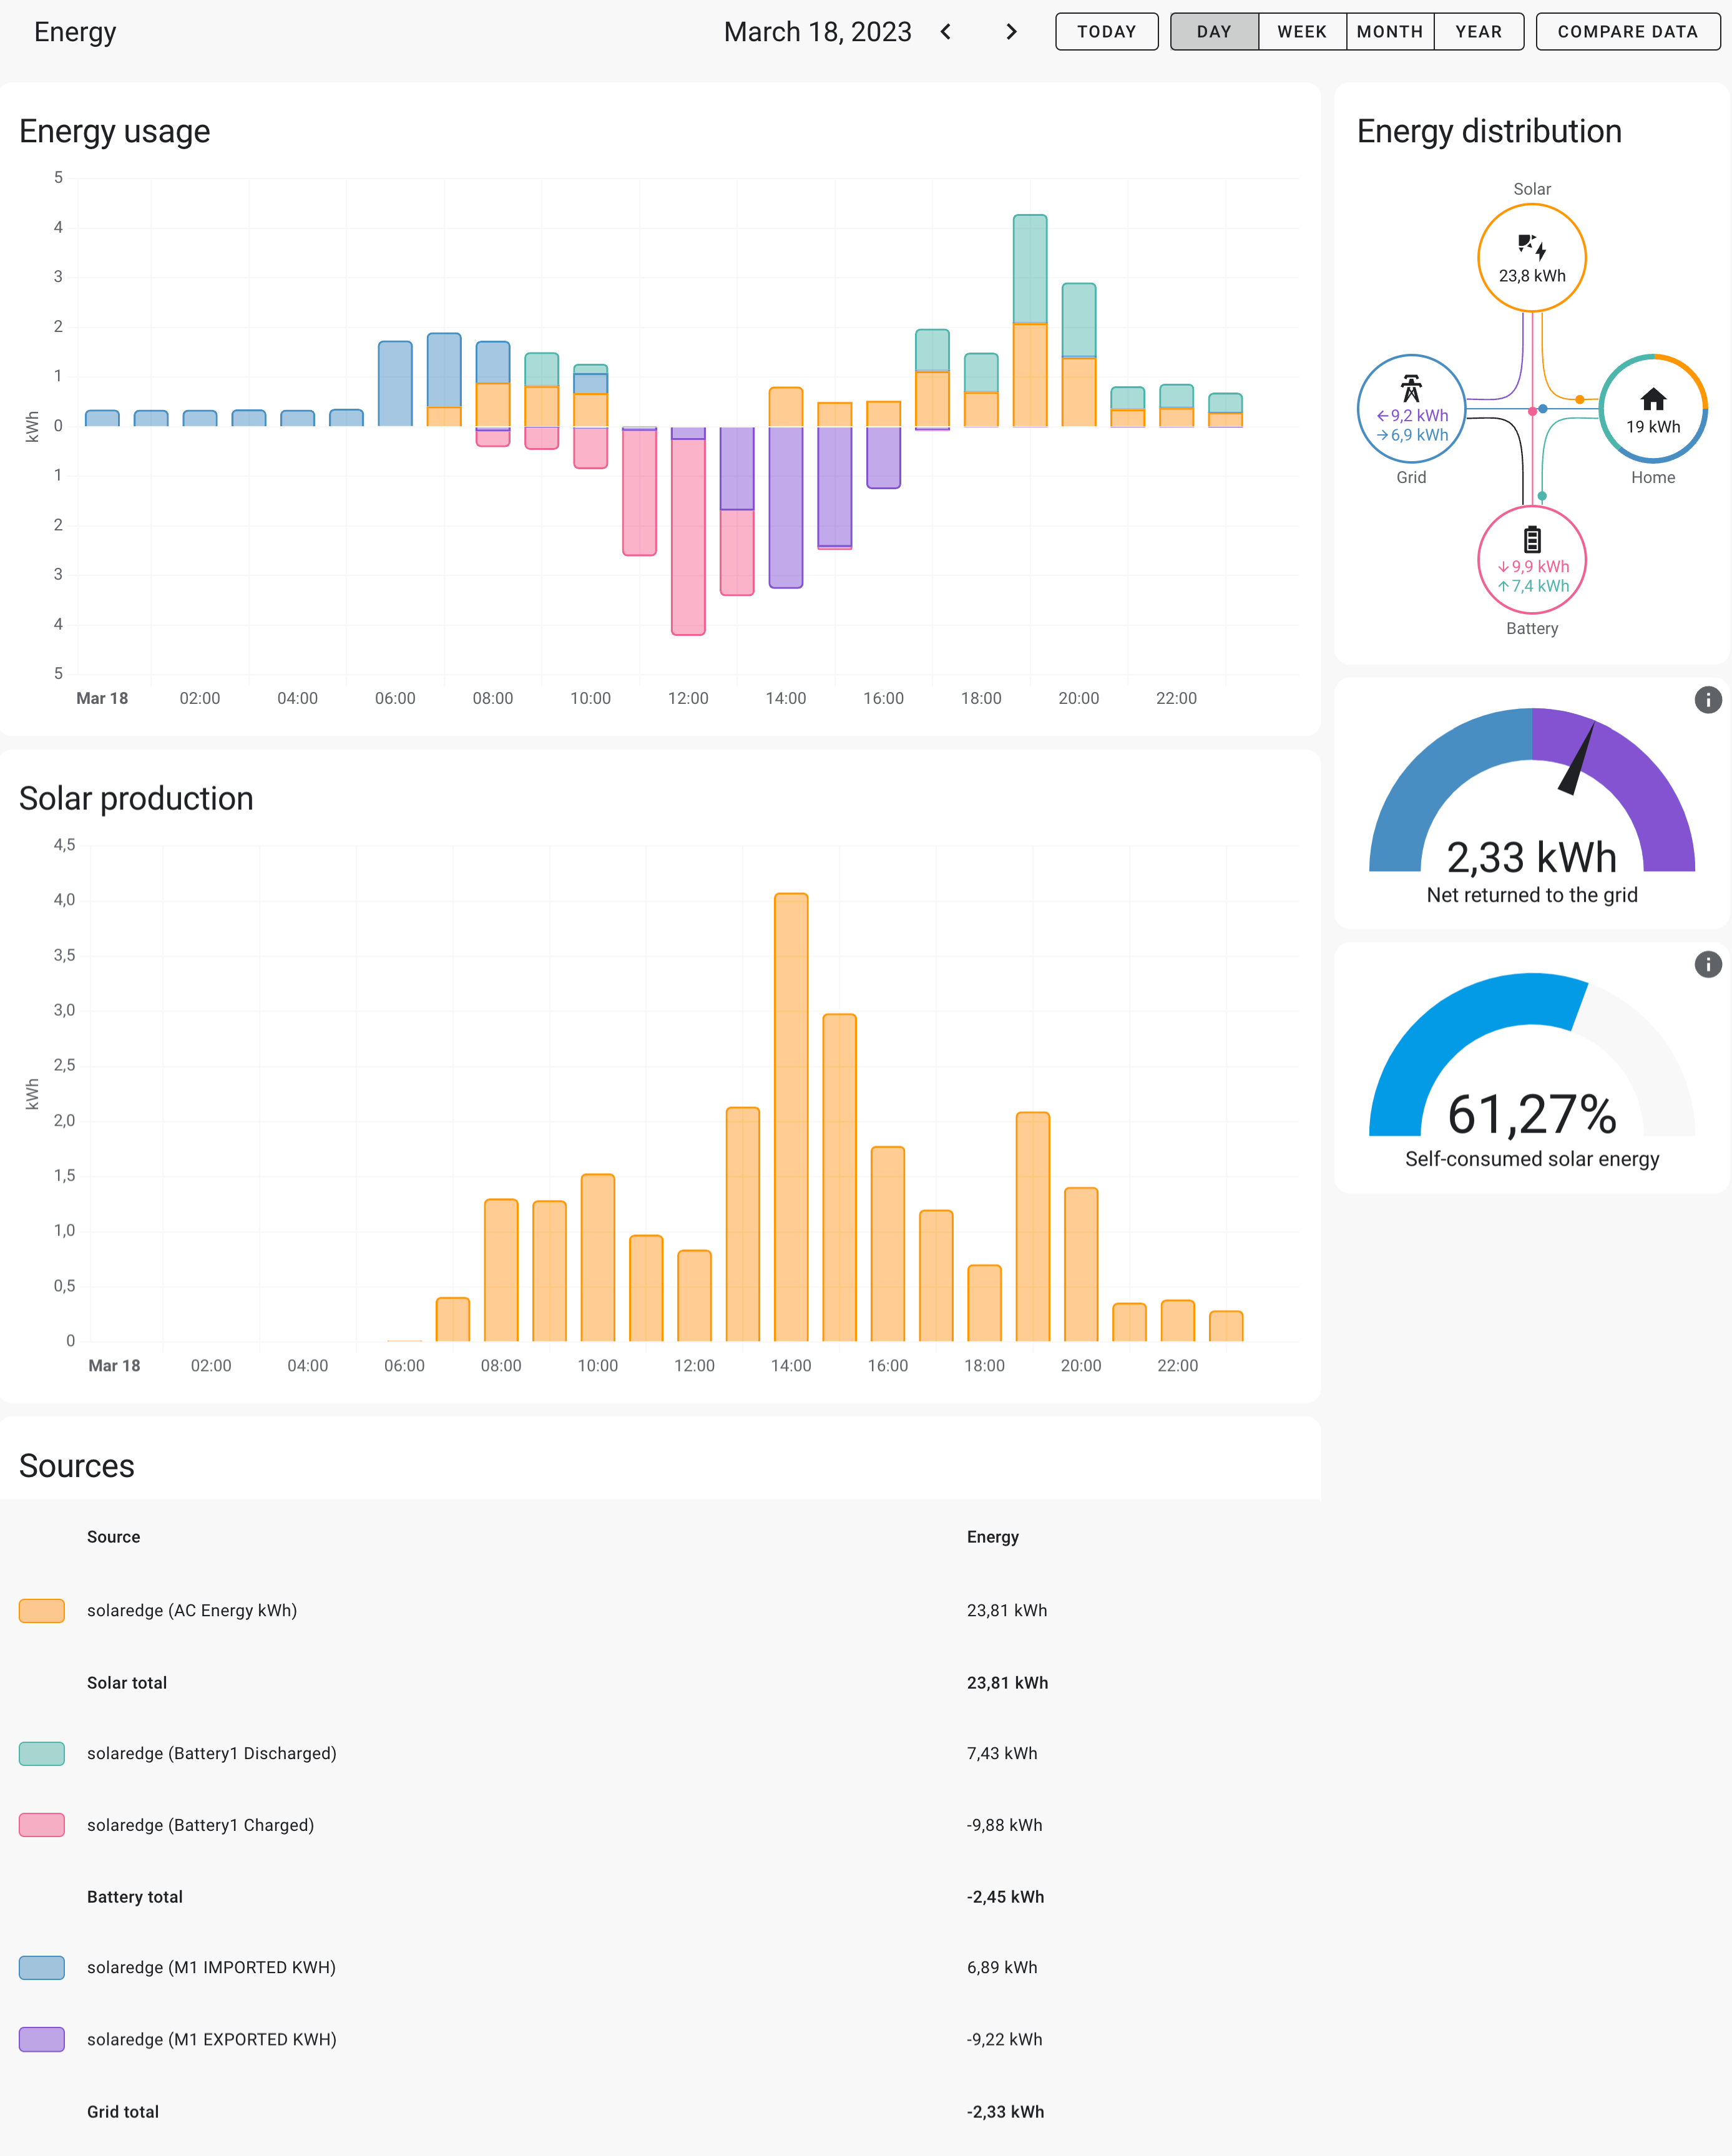 Energy
March 18, 2023
TODAY
DAY
WEEK
MONTH
YEAR
COMPARE DATA
Energy usage
5
4
3
2
1
0
1
2
3
4
5
kWh
Mar 18
02:00
04:00
06:00
08:00
10:00
12:00
14:00
16:00
18:00
20:00
22:00
Energy distribution
Solar
23,8 kWh
←9,2 kWh
→6,9 kWh
Grid
19 kWh
Home
↓9,9 kWh
↑7,4 kWh
Battery
2,33 kWh
Net returned to the grid
61,27%
Self-consumed solar energy
Solar production
4,5
4,0
3,5
3,0
2,5
2,0
1,5
1,0
0,5
0
kWh
Mar 18
02:00
04:00
06:00
08:00
10:00
12:00
14:00
16:00
18:00
20:00
22:00
Sources
Source Energy
solaredge (AC Energy kWh) 23,81 kWh
Solar total 23,81 kWh
solaredge (Battery1 Discharged) 7,43 kWh
solaredge (Battery1 Charged) -9,88 kWh
Battery total -2,45 kWh
solaredge (M1 IMPORTED KWH) 6,89 kWh
solaredge (M1 EXPORTED KWH) -9,22 kWh
Grid total -2,33 kWh